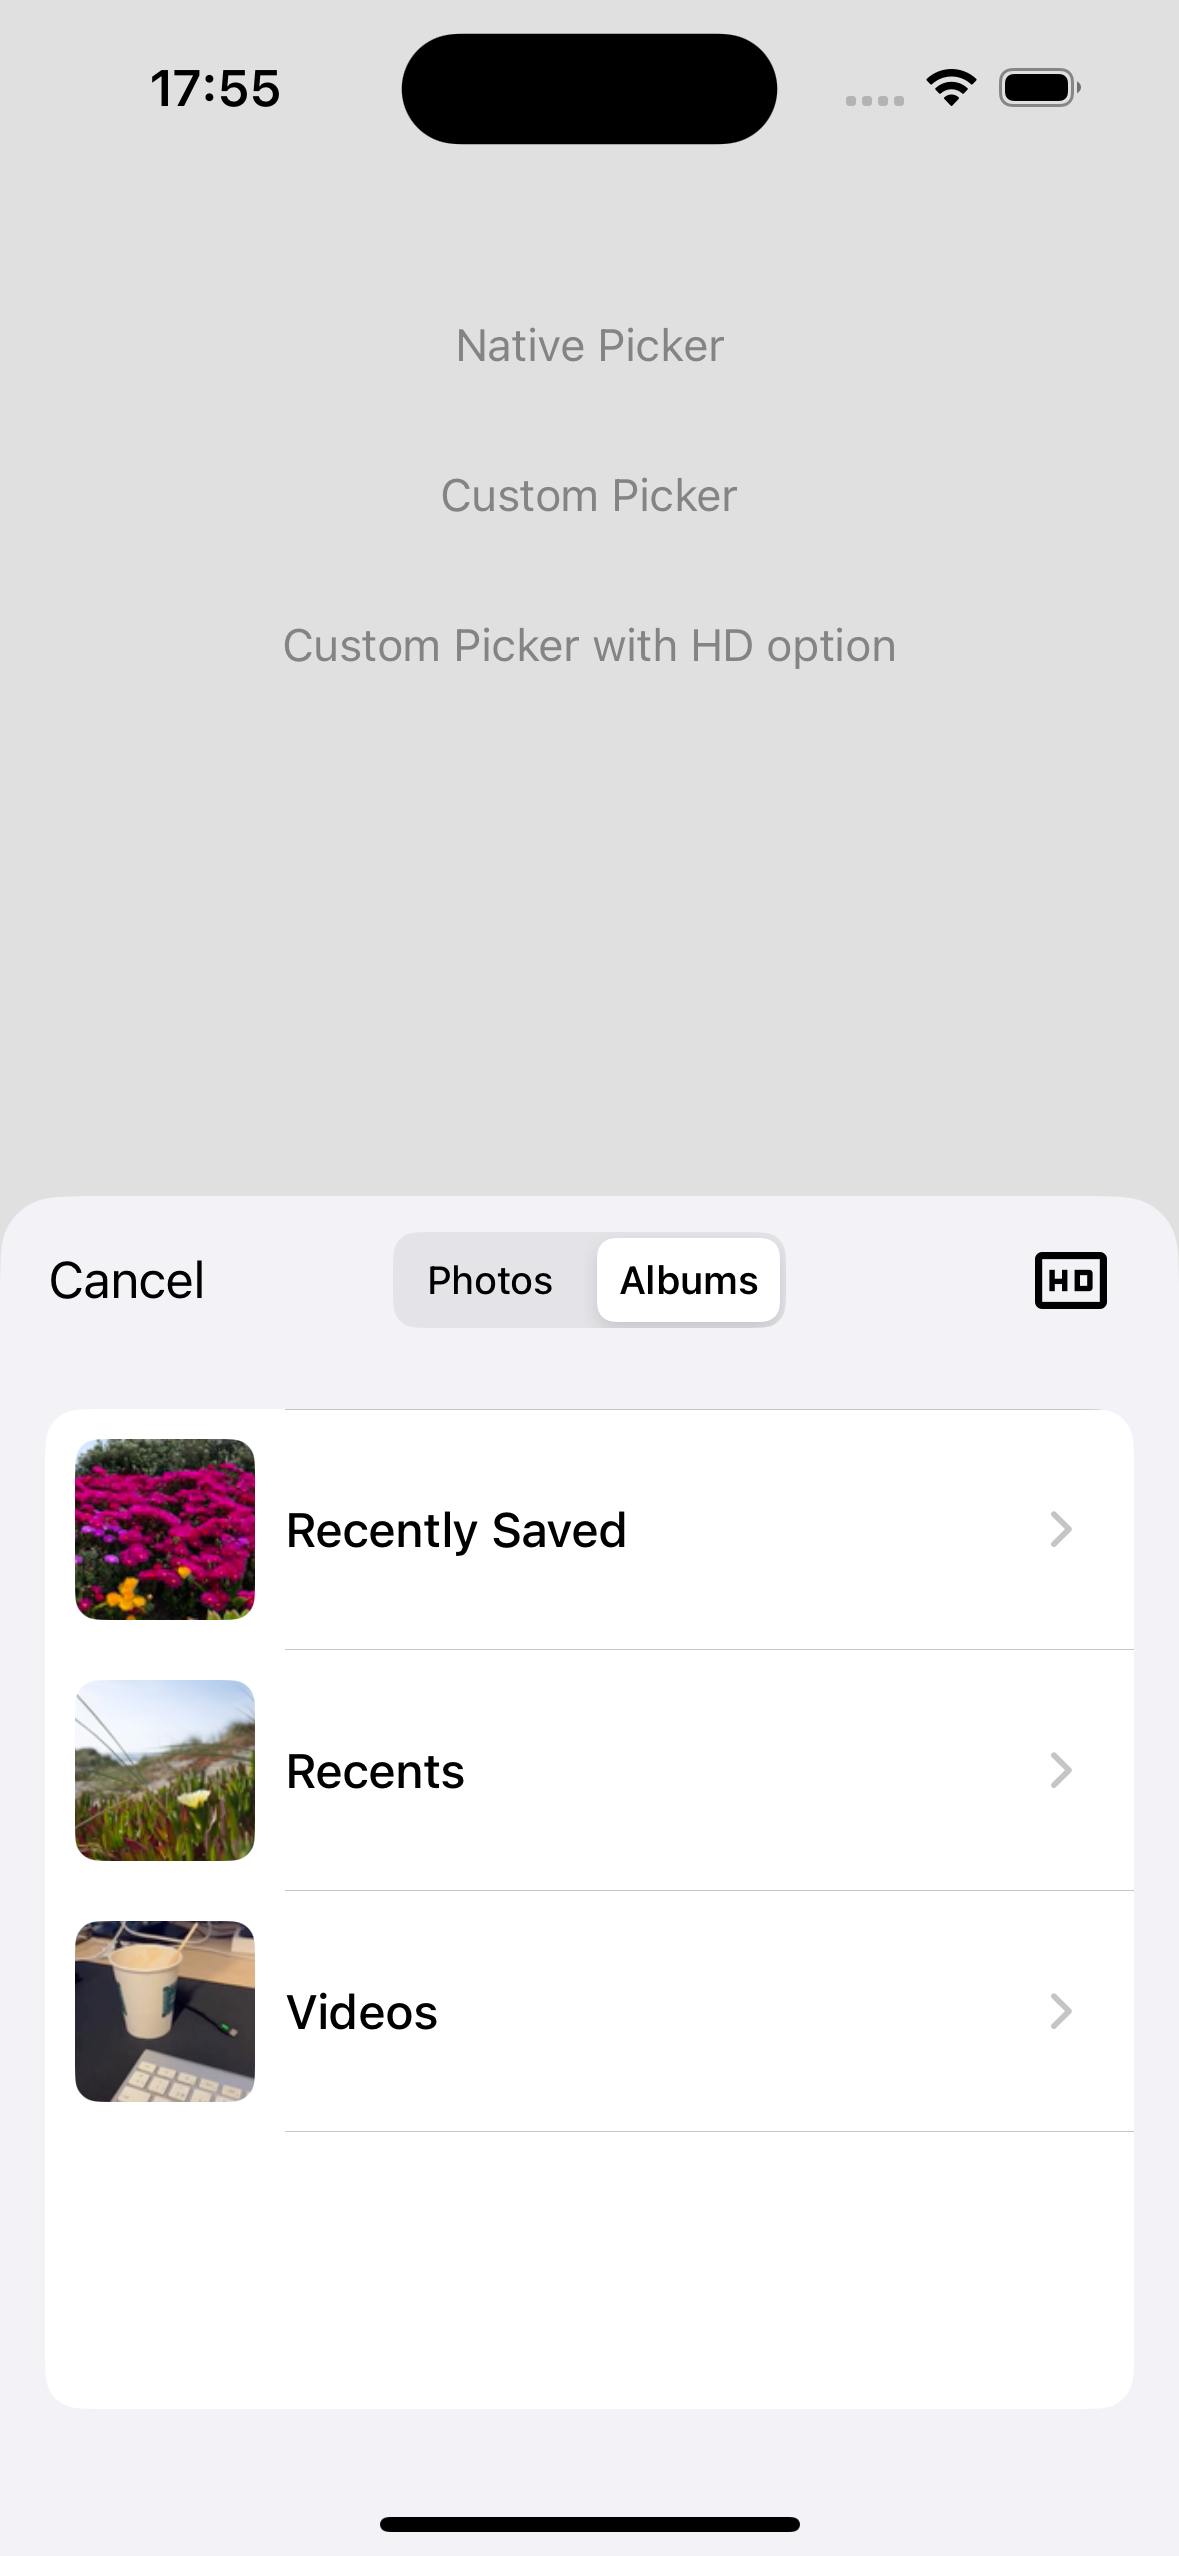 17:55
Native Picker
Custom Picker
Custom Picker with HD option
Cancel
Photos
Albums
HD
Recently Saved
Recents
Videos